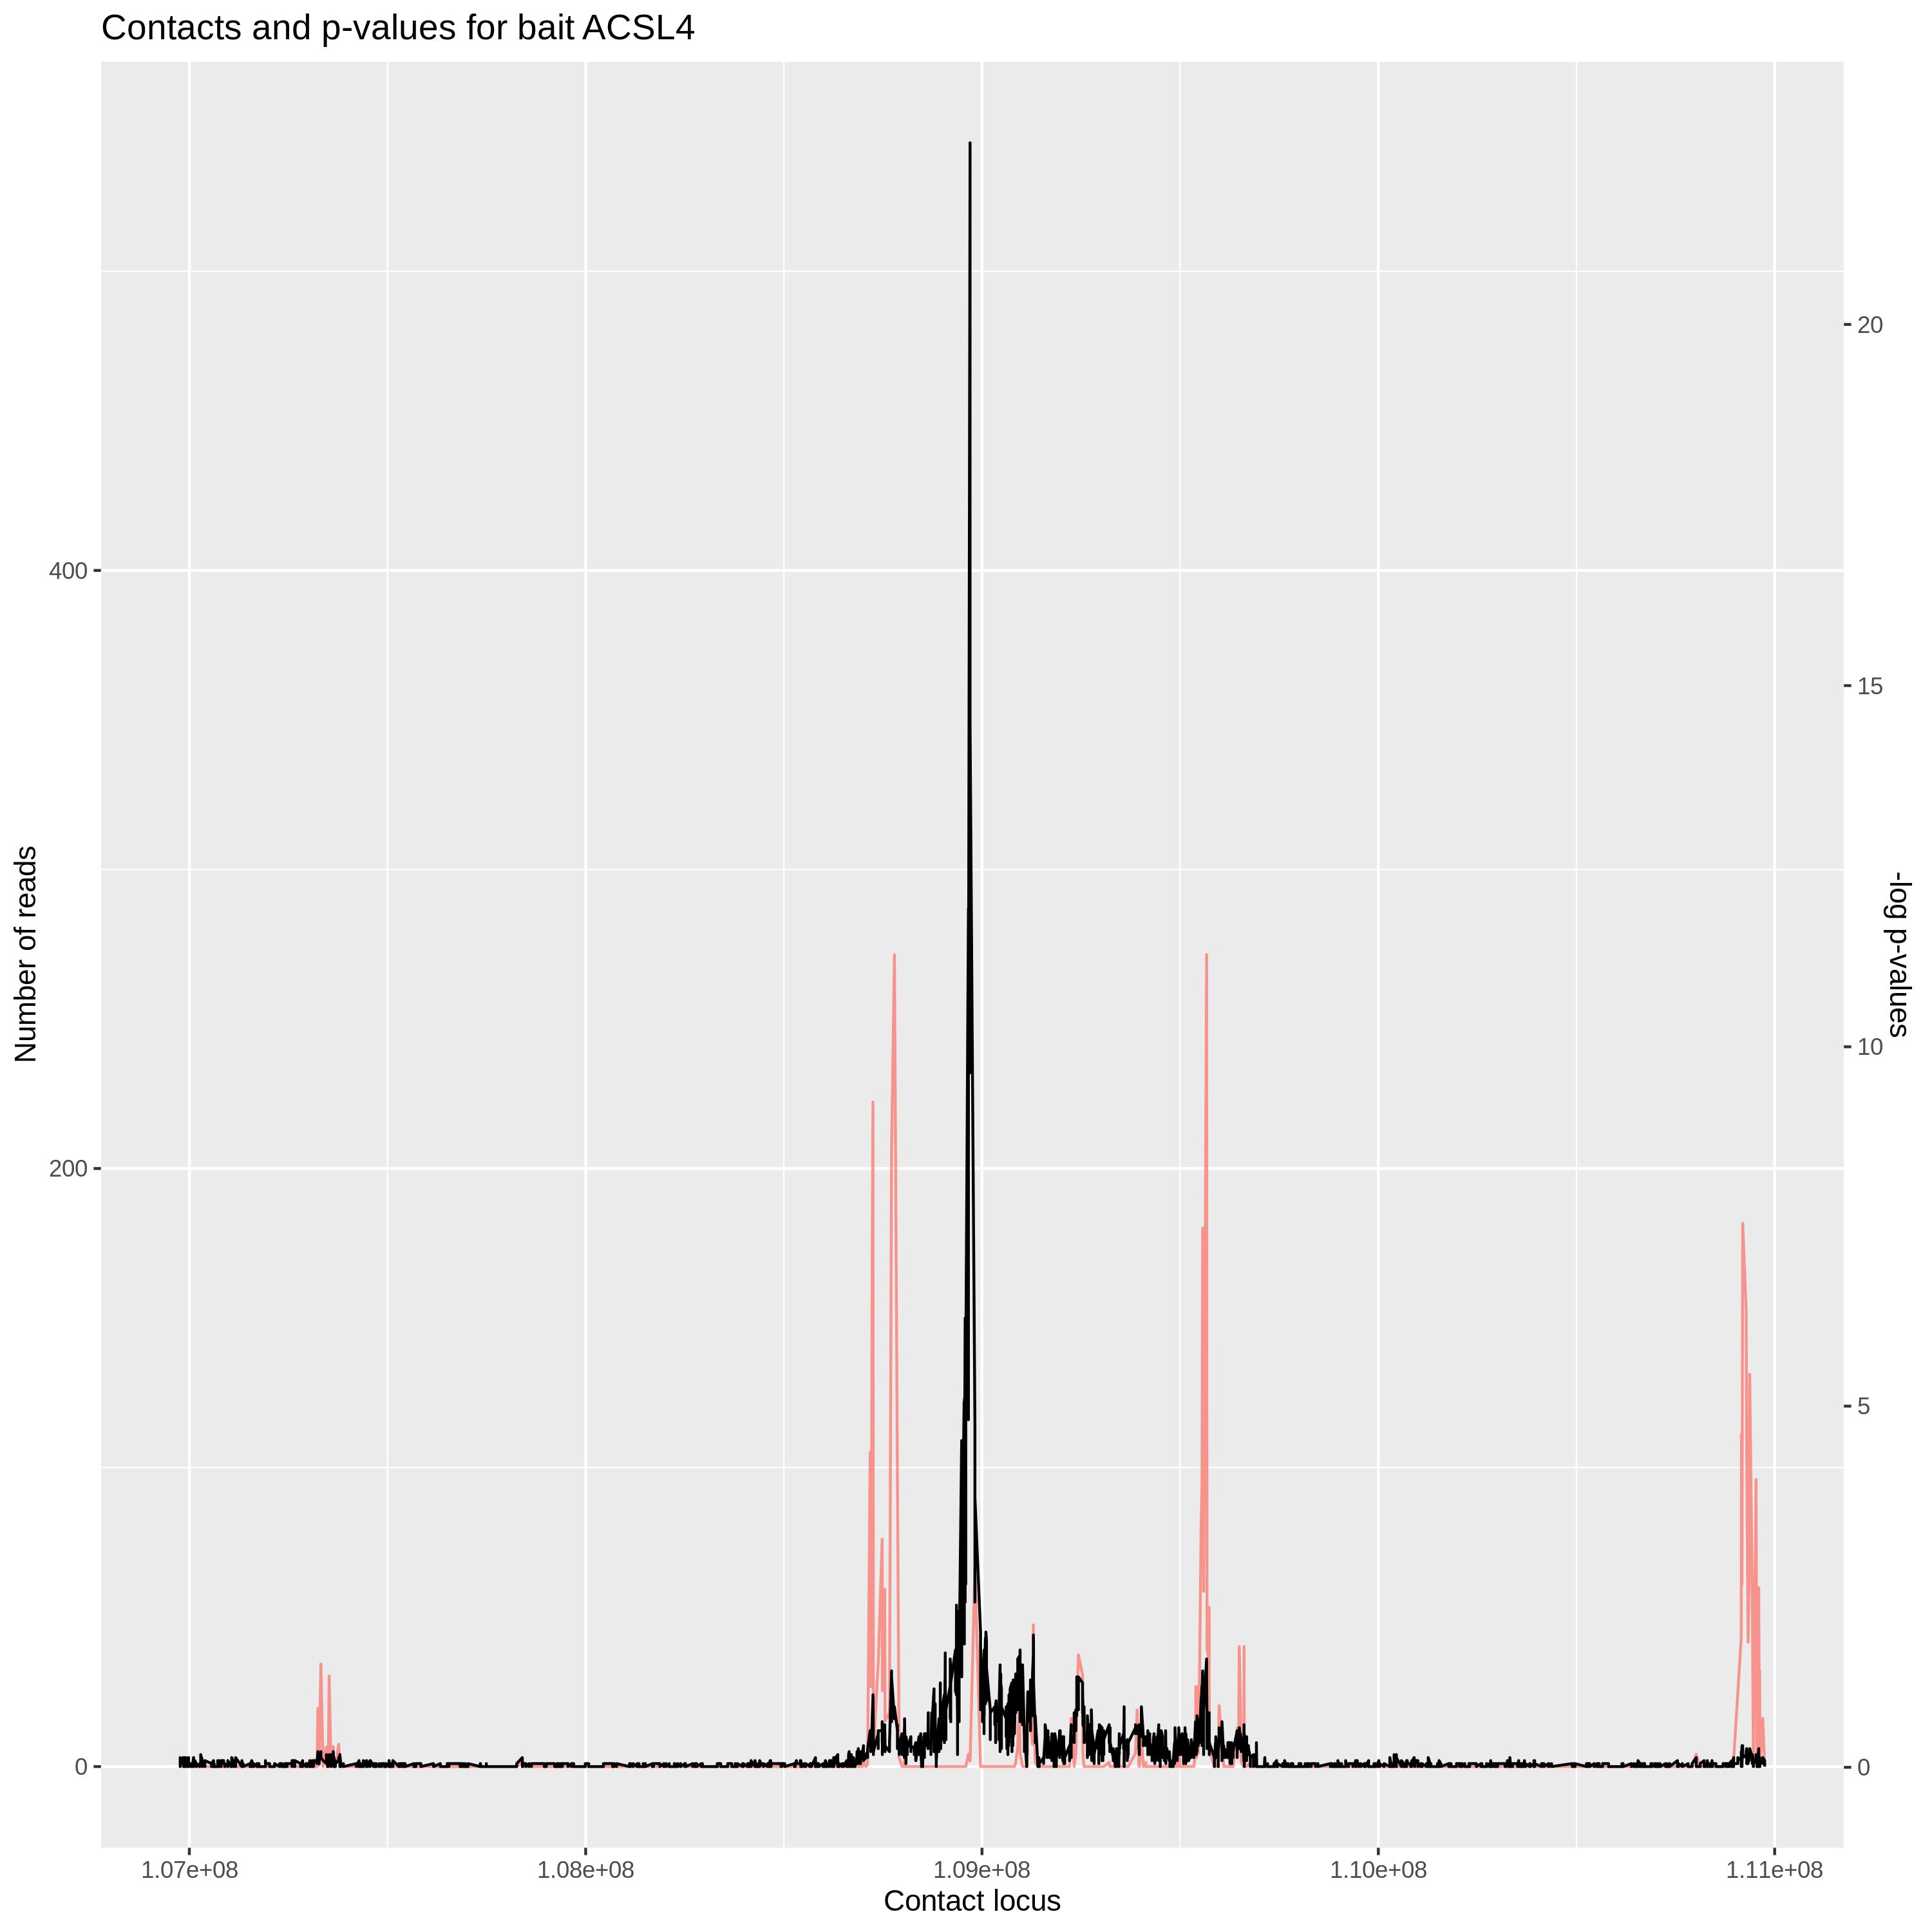 Contacts and p-values for bait ACSL4
Number of reads
400
200
0
20
15
10
5
0
-log p-values
1.07e+08 1.08e+08 1.09e+08 1.10e+08 1.11e+08
Contact locus